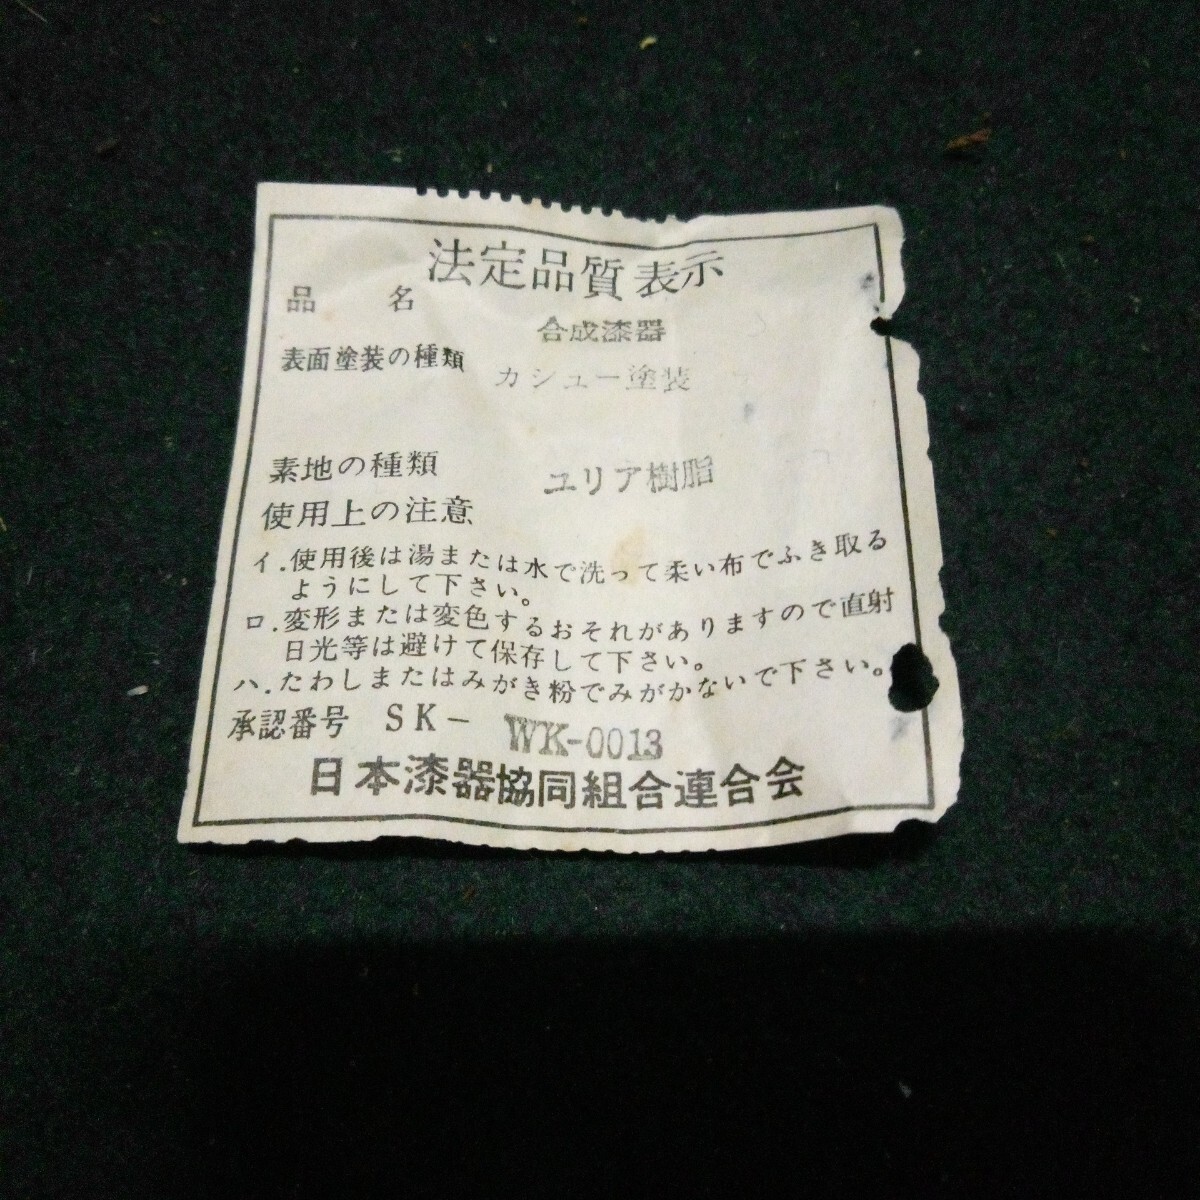 法定品質表示
品 名 合成漆器
表面塗装の種類 カシュー塗装
素地の種類 ユリア樹脂
使用上の注意
イ.使用後は湯または水で洗って柔い布でふき取る
ようにして下さい。
ロ.変形または変色するおそれがありますので直射
日光等は避けて保存して下さい。
ハ.たわしまたはみがき粉でみがかないで下さい。
承認番号 SK- WK-0013
日本漆器協同組合連合会